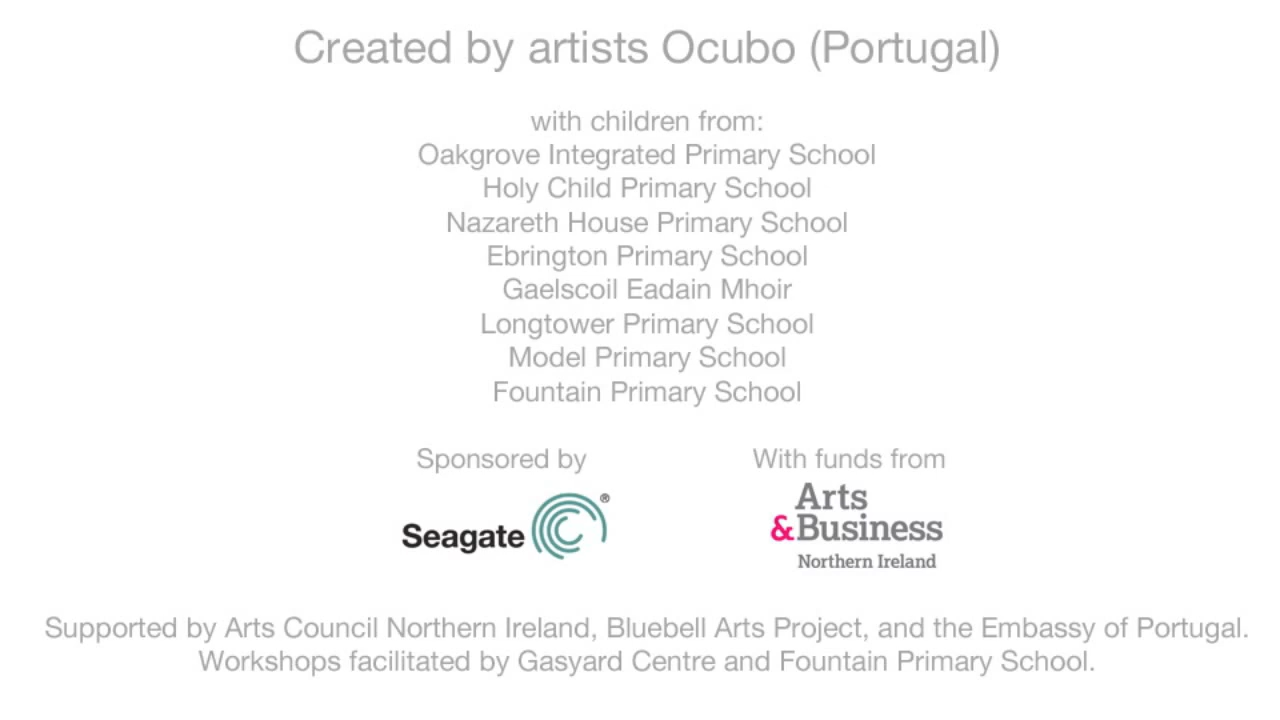 Created by artists Ocubo (Portugal)
with children from:
Oakgrove Integrated Primary School
Holy Child Primary School
Nazareth House Primary School
Ebrington Primary School
Gaelscoil Eadain Mhoir
Longtower Primary School
Model Primary School
Fountain Primary School
Sponsored by
Seagate®
With funds from
Arts
&Business
Northern Ireland
Supported by Arts Council Northern Ireland, Bluebell Arts Project, and the Embassy of Portugal.
Workshops facilitated by Gasyard Centre and Fountain Primary School.